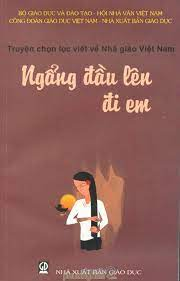 BỘ GIÁO DỤC VÀ ĐÀO TẠO - HỘI NHÀ VĂN VIỆT NAM
CÔNG ĐOÀN GIÁO DỤC VIỆT NAM - NHÀ XUẤT BẢN GIÁO DỤC
Truyện chọn lọc viết về Nhà giáo Việt Nam
Ngẩng đầu lên
đi em
NHÀ XUẤT BẢN GIÁO DỤC